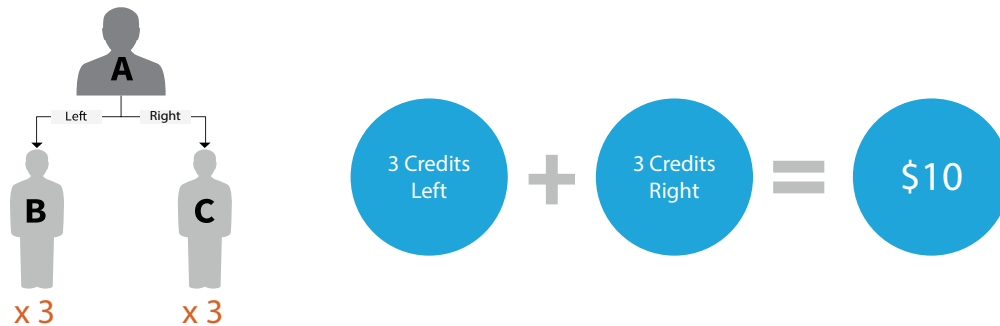 A
Left
Right
B
C
x 3
x 3
3 Credits
Left
+
3 Credits
Right
=
$10